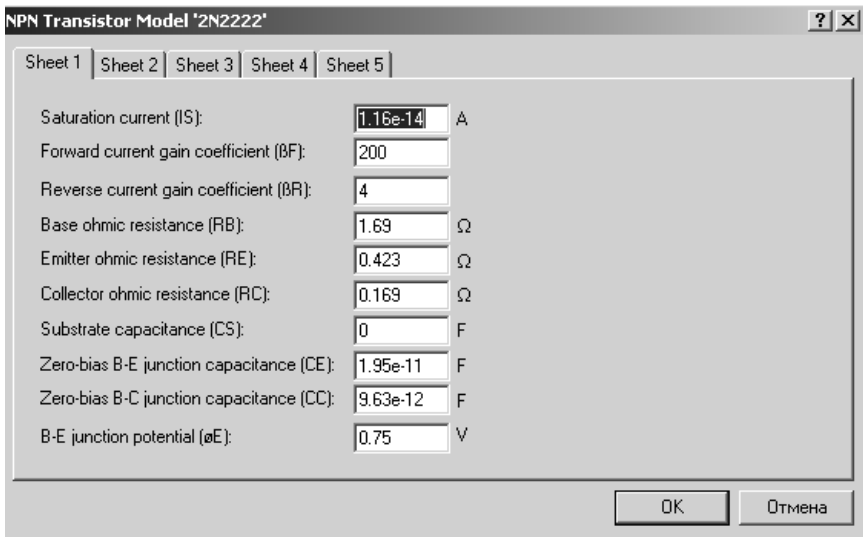 NPN Transistor Model '2N2222'
? ×
Sheet 1 Sheet 2 Sheet 3 Sheet 4 Sheet 5
Saturation current (IS): 1.16e-14 A
Forward current gain coefficient (βF): 200
Reverse current gain coefficient (βR): 4
Base ohmic resistance (RB): 1.69 Ω
Emitter ohmic resistance (RE): 0.423 Ω
Collector ohmic resistance (RC): 0.169 Ω
Substrate capacitance (CS): 0 F
Zero-bias B-E junction capacitance (CE): 1.95e-11 F
Zero-bias B-C junction capacitance (CC): 9.63e-12 F
B-E junction potential (øE): 0.75 V
OK Отмена